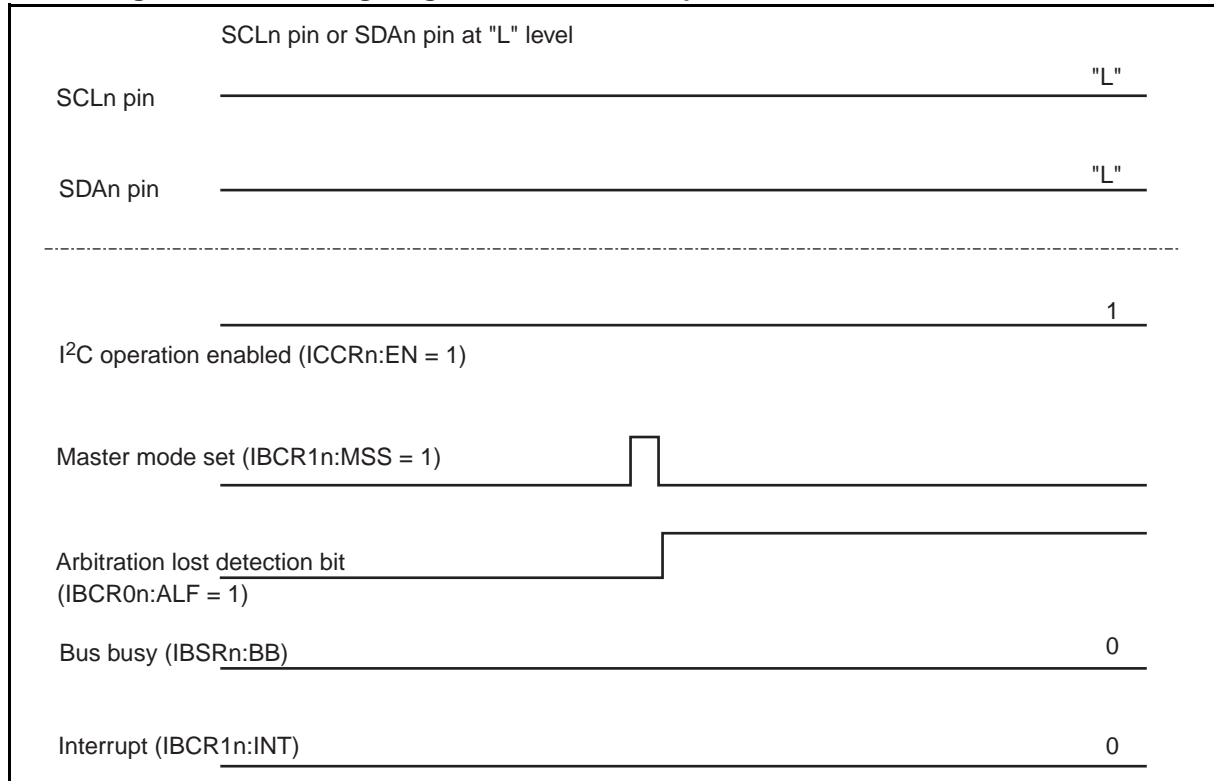 SCLn pin or SDAn pin at "L" level
"L"
SCLn pin
"L"
SDAn pin
1
I²C operation enabled (ICCRn:EN = 1)
Master mode set (IBCR1n:MSS = 1)
Arbitration lost detection bit
(IBCR0n:ALF = 1)
Bus busy (IBSRn:BB)
0
Interrupt (IBCR1n:INT)
0